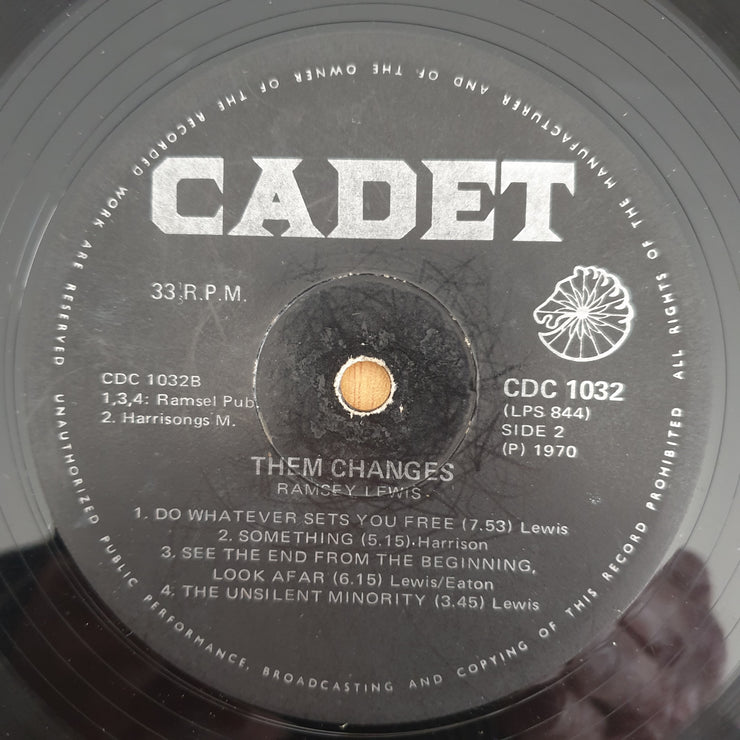 UNAUTHORIZED PUBLIC PERFORMANCE, BROADCASTING AND COPYING OF THIS RECORD PROHIBITED ALL RIGHTS OF THE MANUFACTURER AND OF THE OWNER OF THE RECORDED WORK ARE RESERVED
CADET
33⅓ R.P.M.
CDC 1032B
1,3,4: Ramsel Pub.
2. Harrisongs M.
CDC 1032
(LPS 844)
SIDE 2
(P) 1970
THEM CHANGES
RAMSEY LEWIS
1. DO WHATEVER SETS YOU FREE (7.53) Lewis
2. SOMETHING (5.15) Harrison
3. SEE THE END FROM THE BEGINNING,
LOOK AFAR (6.15) Lewis/Eaton
4. THE UNSILENT MINORITY (3.45) Lewis